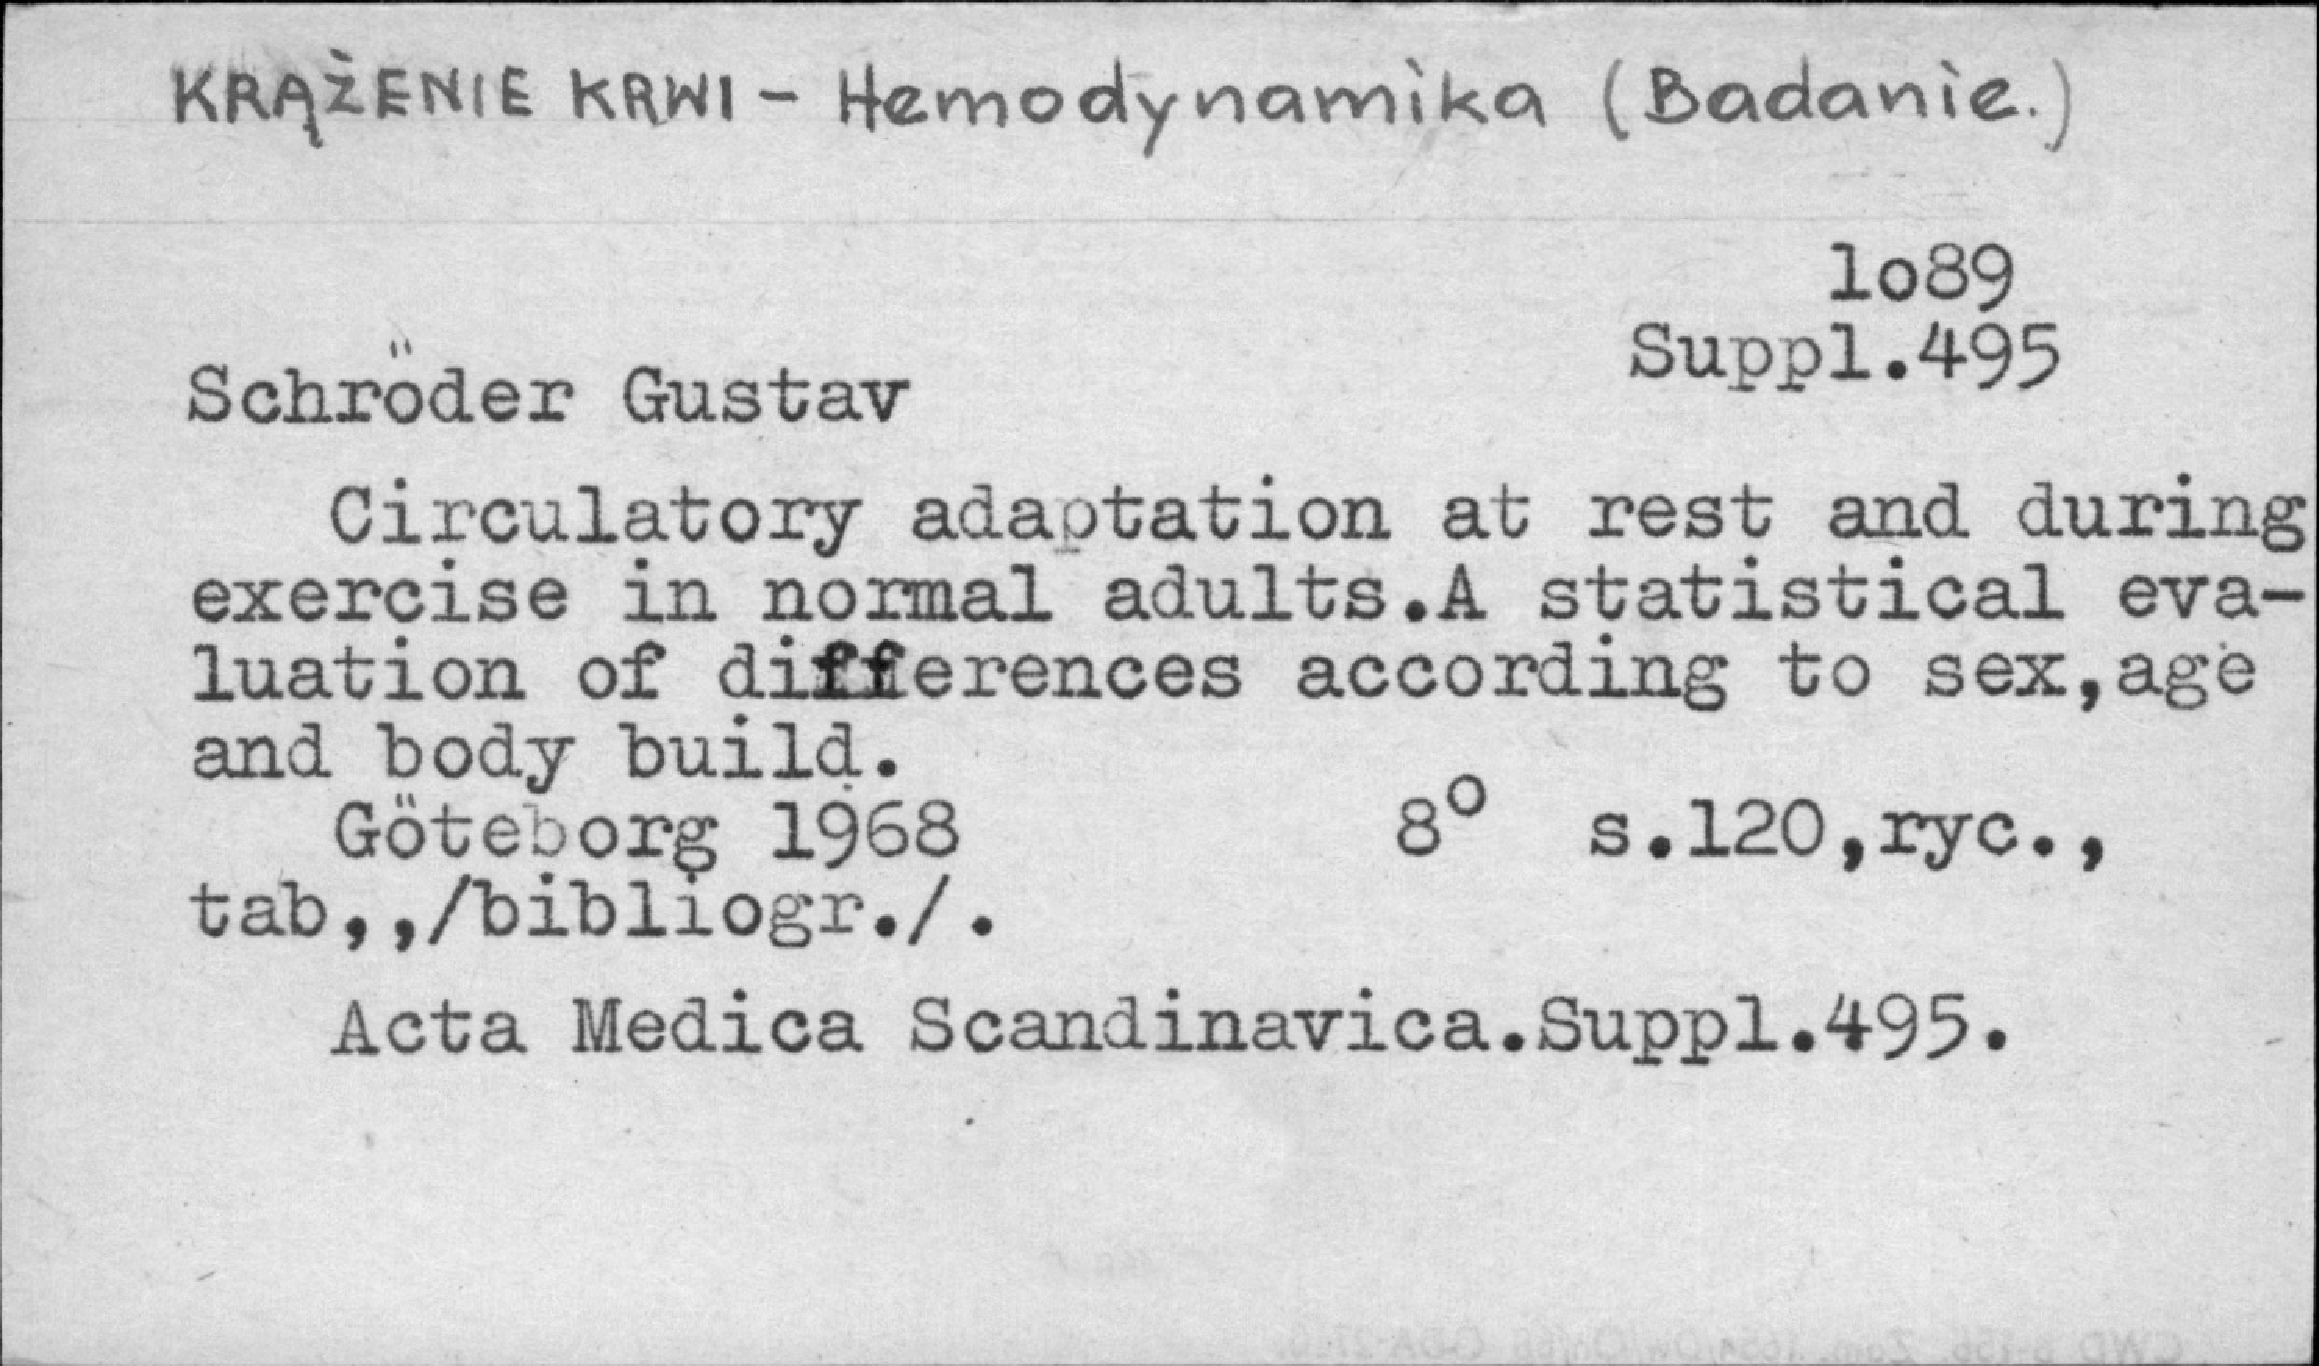 KRĄŻENIE KRWI - Hemodynamika (Badanie.)
lo89
Suppl.495
Schröder Gustav
Circulatory adaptation at rest and during
exercise in normal adults.A statistical eva-
luation of differences according to sex,age
and body build.
Göteborg 1968 8° s.120,ryc.,
tab,,/bibliogr./.
Acta Medica Scandinavica.Suppl.495.